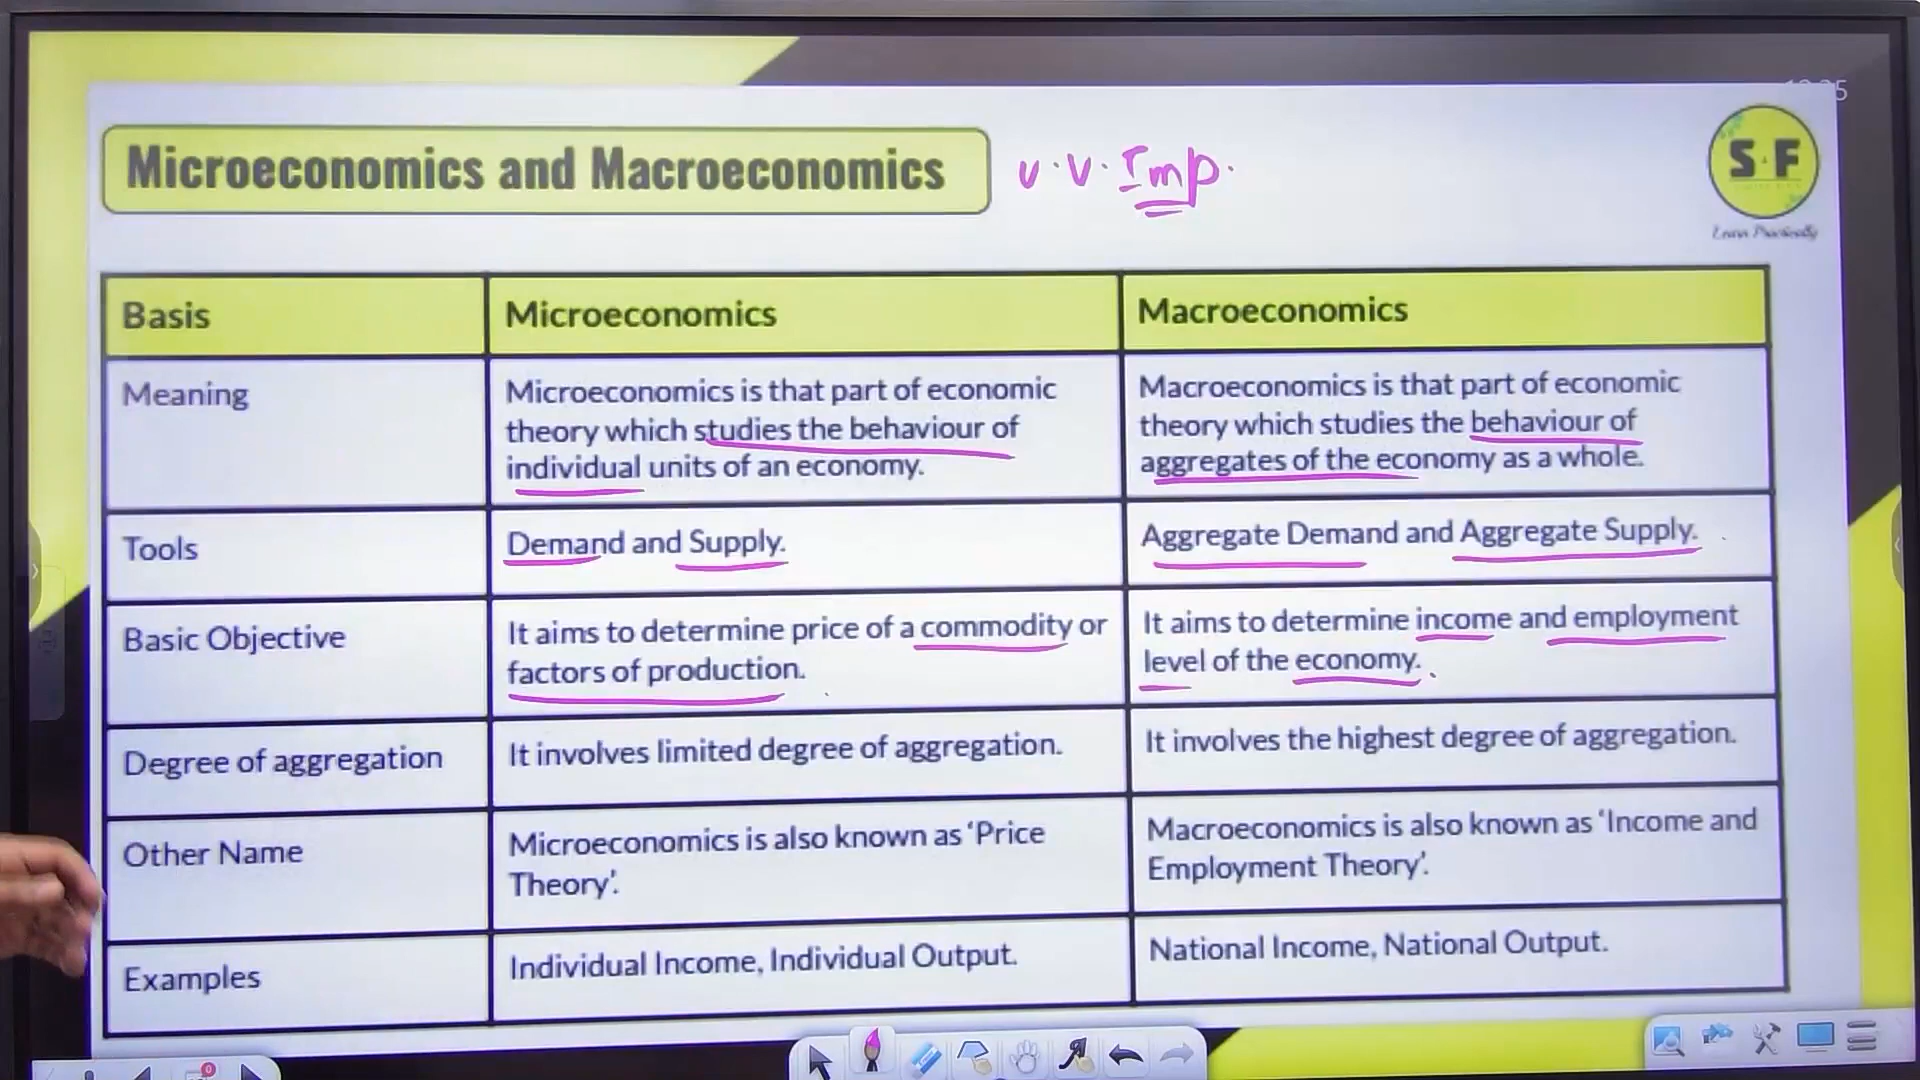 Microeconomics and Macroeconomics
v.v. Imp.
S F
Learn Practically
Basis
Microeconomics
Macroeconomics
Meaning
Microeconomics is that part of economic
theory which studies the behaviour of
individual units of an economy.
Macroeconomics is that part of economic
theory which studies the behaviour of
aggregates of the economy as a whole.
Tools
Demand and Supply.
Aggregate Demand and Aggregate Supply.
Basic Objective
It aims to determine price of a commodity or
factors of production.
It aims to determine income and employment
level of the economy.
Degree of aggregation
It involves limited degree of aggregation.
It involves the highest degree of aggregation.
Other Name
Microeconomics is also known as ‘Price
Theory’.
Macroeconomics is also known as ‘Income and
Employment Theory’.
Examples
Individual Income, Individual Output.
National Income, National Output.
0